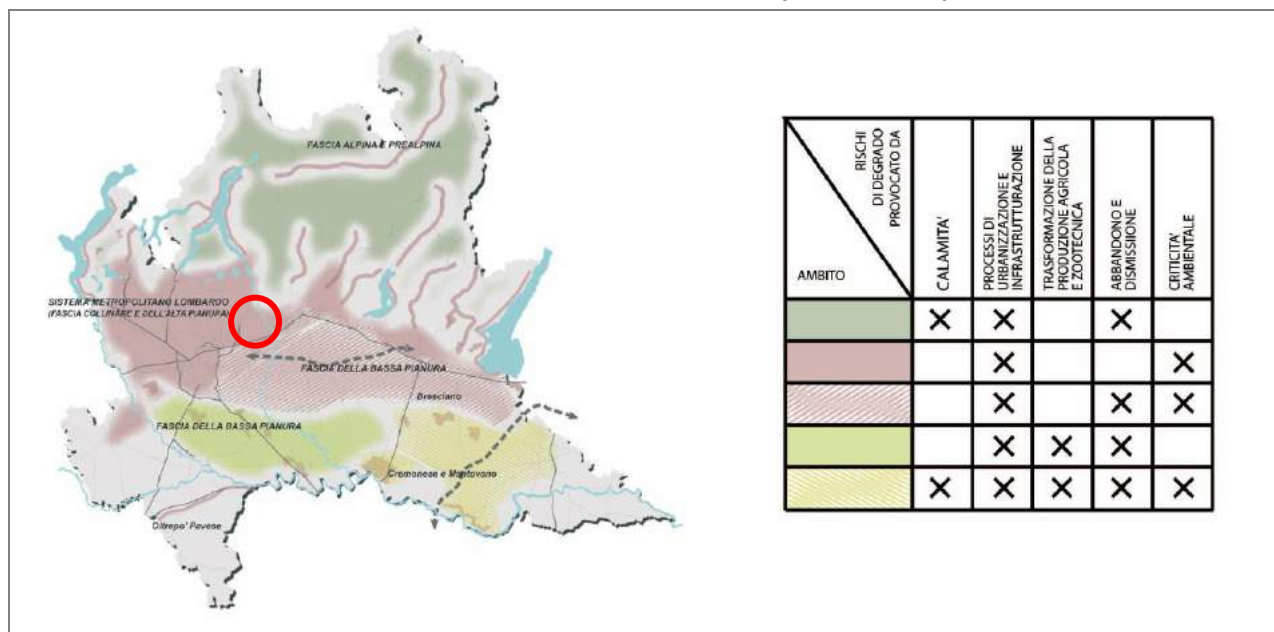 FASCIA ALPINA E PREALPINA
SISTEMA METROPOLITANO LOMBARDO
(FASCIA COLLINARE E DELL'ALTA PIANURA)
FASCIA DELLA BASSA PIANURA
Bresciano
FASCIA DELLA BASSA PIANURA
Cremonese e Mantovano
Oltrepo' Pavese
RISCHI
DI DEGRADO
PROVOCATO DA
AMBITO
CALAMITA'
PROCESSI DI
URBANIZZAZIONE E
INFRASTRUTTURAZIONE
TRASFORMAZIONE DELLA
PRODUZIONE AGRICOLA
E ZOOTECNICA
ABBANDONO E
DISMISSIONE
CRITICITA'
AMBIENTALE